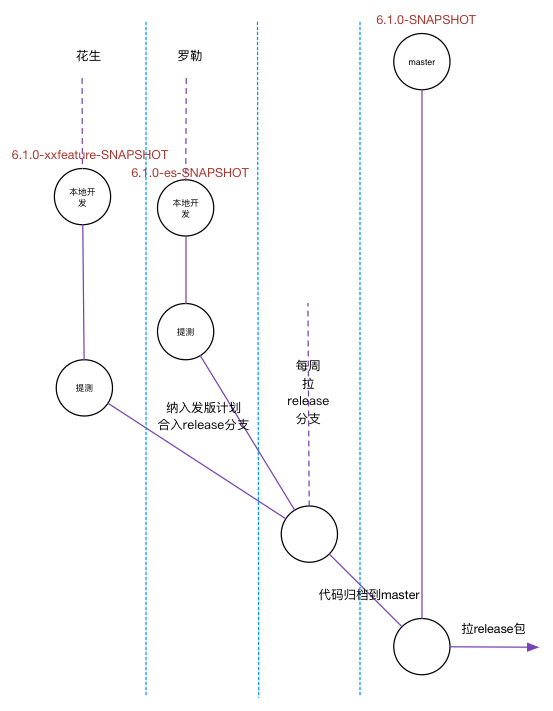 6.1.0-SNAPSHOT
花生
罗勒
master
6.1.0-xxfeature-SNAPSHOT
6.1.0-es-SNAPSHOT
本地开
发
本地开
发
提测
提测
每周
拉
release
分支
纳入发版计划
合入release分支
代码归档到master
拉release包